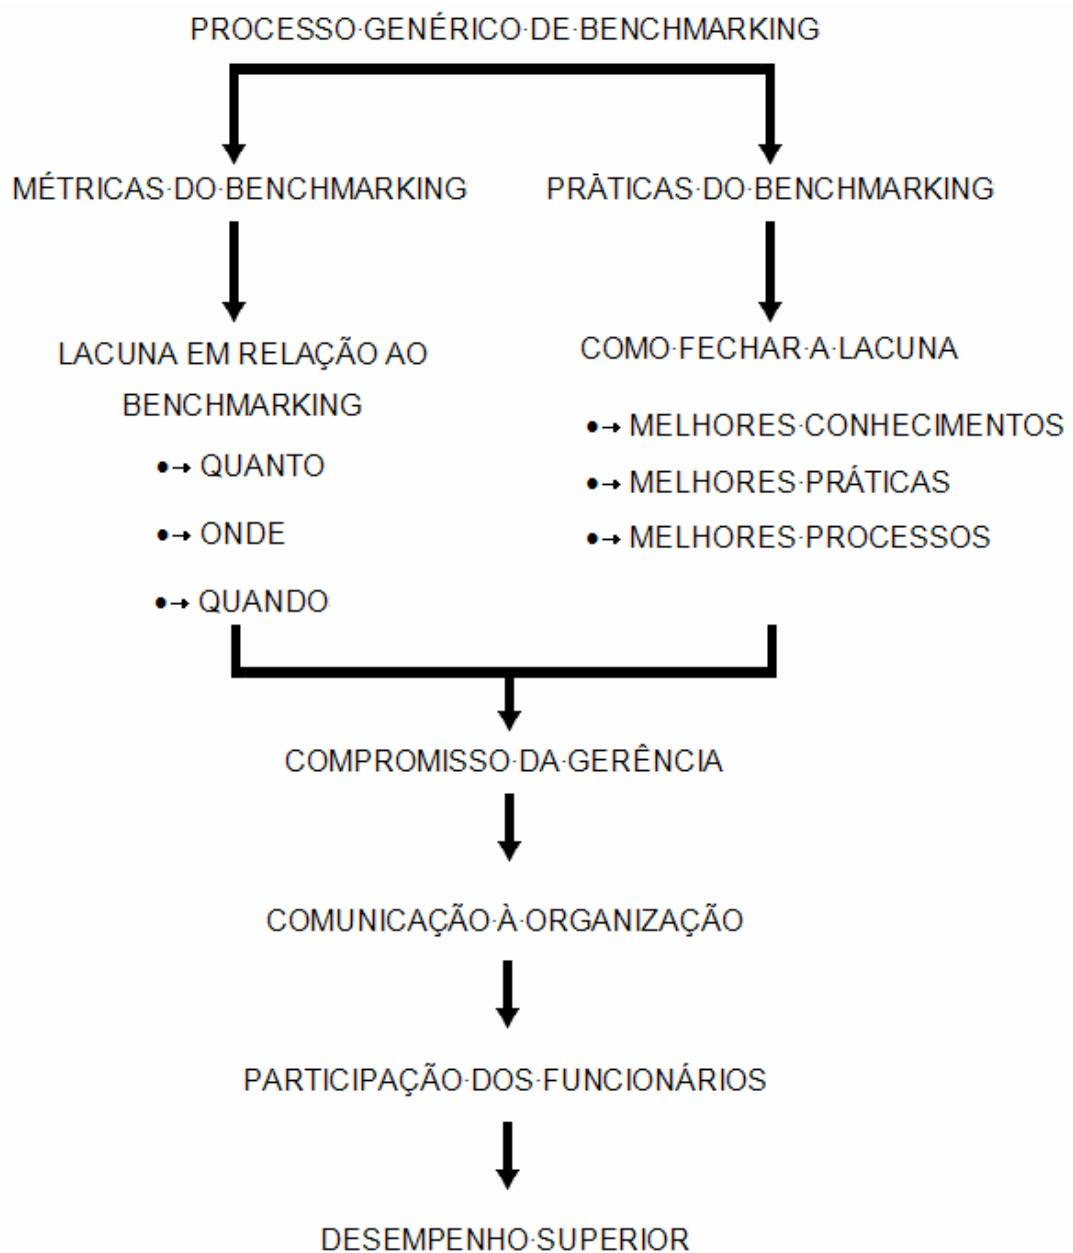 PROCESSO·GENÉRICO·DE·BENCHMARKING
MÉTRICAS·DO·BENCHMARKING
PRÁTICAS·DO·BENCHMARKING
LACUNA EM RELAÇÃO AO
BENCHMARKING
•→ QUANTO
•→ ONDE
•→ QUANDO
COMO·FECHAR·A·LACUNA
•→ MELHORES·CONHECIMENTOS
•→ MELHORES·PRÁTICAS
•→ MELHORES·PROCESSOS
COMPROMISSO·DA·GERÊNCIA
COMUNICAÇÃO·À·ORGANIZAÇÃO
PARTICIPAÇÃO·DOS·FUNCIONÁRIOS
DESEMPENHO·SUPERIOR